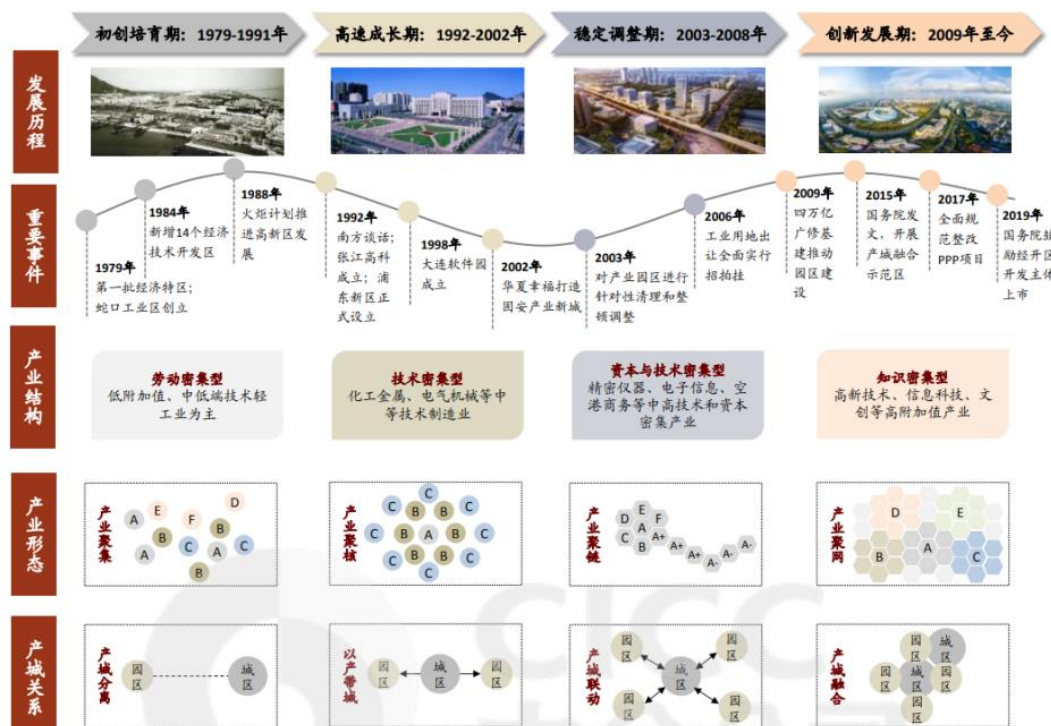 初创培育期：1979-1991年
高速成长期：1992-2002年
稳定调整期：2003-2008年
创新发展期：2009年至今
发展历程
重要事件
1979年
第一批经济特区；
蛇口工业区创立
1984年
新增14个经济
技术开发区
1988年
火炬计划推
进高新区发
展
1992年
南方谈话；
张江高科
成立；浦
东新区正
式设立
1998年
大连软件园
成立
2002年
华夏幸福打造
固安产业新城
2003年
对产业园区进行
针对性清理和整
顿调整
2006年
工业用地出
让全面实行
招拍挂
2009年
四万亿
广修基
建推动
园区建
设
2015年
国务院发
文，开展
产城融合
示范区
2017年
全面规
范整改
PPP项目
2019年
国务院鼓
励经开区
开发主体
上市
产业结构
劳动密集型
低附加值、中低端技术轻
工业为主
技术密集型
化工金属、电气机械等中
等技术制造业
资本与技术密集型
精密仪器、电子信息、空
港商务等中高技术和资本
密集产业
知识密集型
高新技术、信息科技、文
创等高附加值产业
产业形态
产业聚集
D
E
A
F
B
B
C
A
C
A
B
产业聚核
C
C
C
B
B
C
B
A
B
C
C
B
B
C
C
C
C
产业聚链
E
D
F
A
C
A+
B
A+
A+
A-
A-
A-
产业聚网
D
E
B
A
C
产城关系
产城分离
园区
城区
以产带城
园区
城区
园区
产城联动
园区
园区
城区
园区
园区
产城融合
园区
城区
园区
城区
园区
园区
CICC